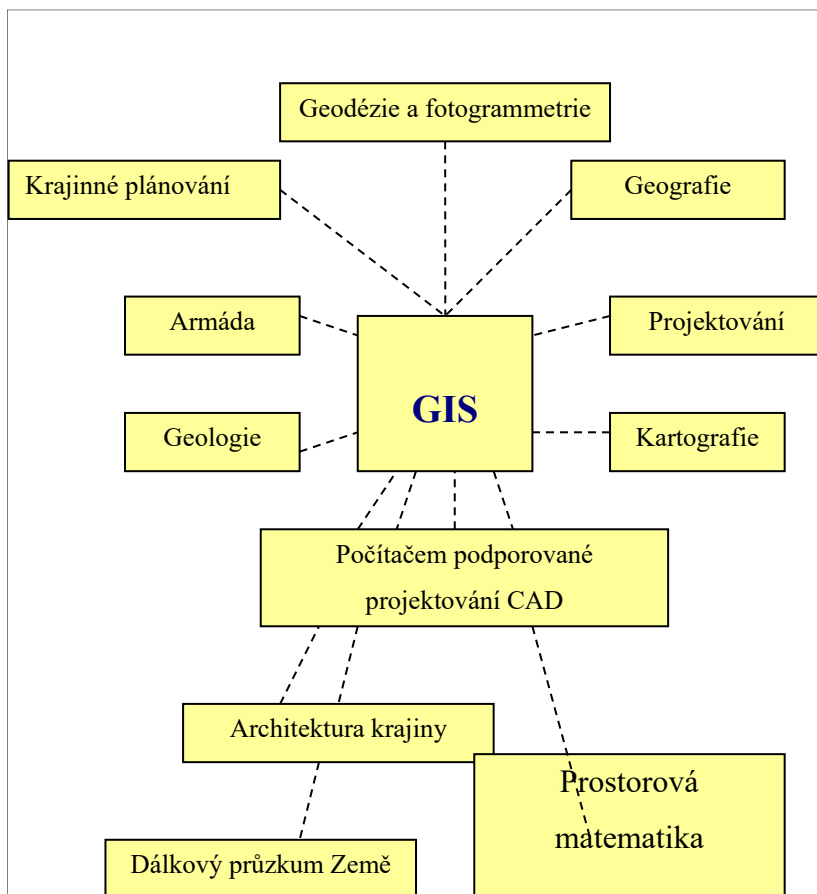 Geodézie a fotogrammetrie
Krajinné plánování
Geografie
Armáda
Projektování
GIS
Geologie
Kartografie
Počítačem podporované
projektování CAD
Architektura krajiny
Prostorová
matematika
Dálkový průzkum Země